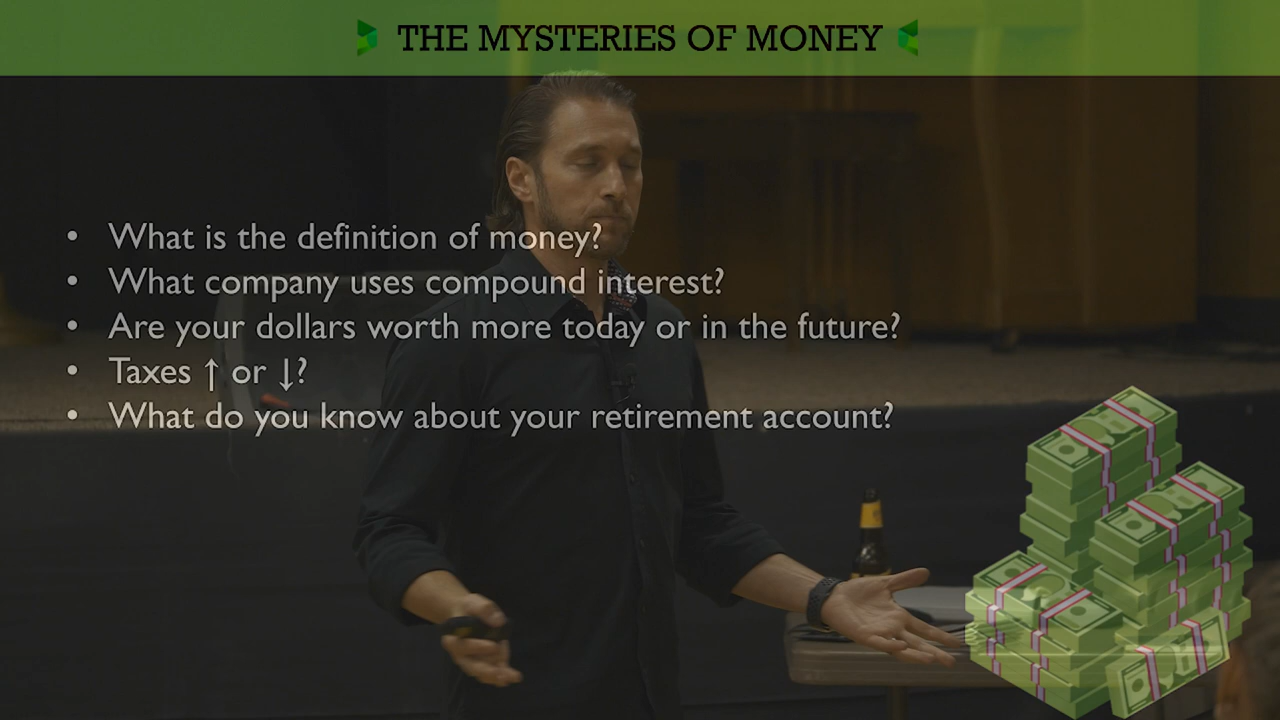 THE MYSTERIES OF MONEY
• What is the definition of money?
• What company uses compound interest?
• Are your dollars worth more today or in the future?
• Taxes ↑ or ↓?
• What do you know about your retirement account?